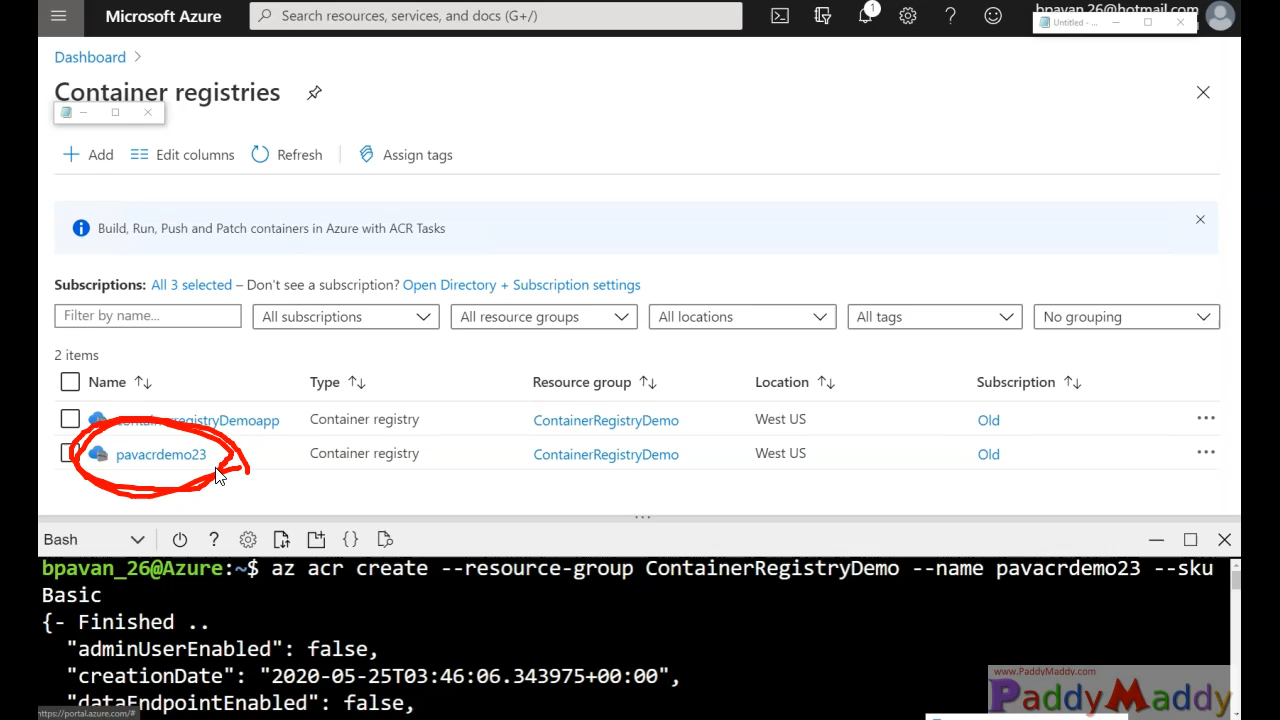 Microsoft Azure
Search resources, services, and docs (G+/)
1
bpavan_26@hotmail.com
Untitled - ...
Dashboard >
Container registries
Add
Edit columns
Refresh
Assign tags
Build, Run, Push and Patch containers in Azure with ACR Tasks
Subscriptions: All 3 selected – Don't see a subscription? Open Directory + Subscription settings
Filter by name...
All subscriptions
All resource groups
All locations
All tags
No grouping
2 items
Name Type Resource group Location Subscription
containerregistryDemoapp Container registry ContainerRegistryDemo West US Old
pavacrdemo23 Container registry ContainerRegistryDemo West US Old
Bash
bpavan_26@Azure:~$ az acr create --resource-group ContainerRegistryDemo --name pavacrdemo23 --sku
Basic
{- Finished ..
"adminUserEnabled": false,
"creationDate": "2020-05-25T03:46:06.343975+00:00",
"dataEndpointEnabled": false,
https://portal.azure.com/#
www.PaddyMaddy.com
PaddyMaddy